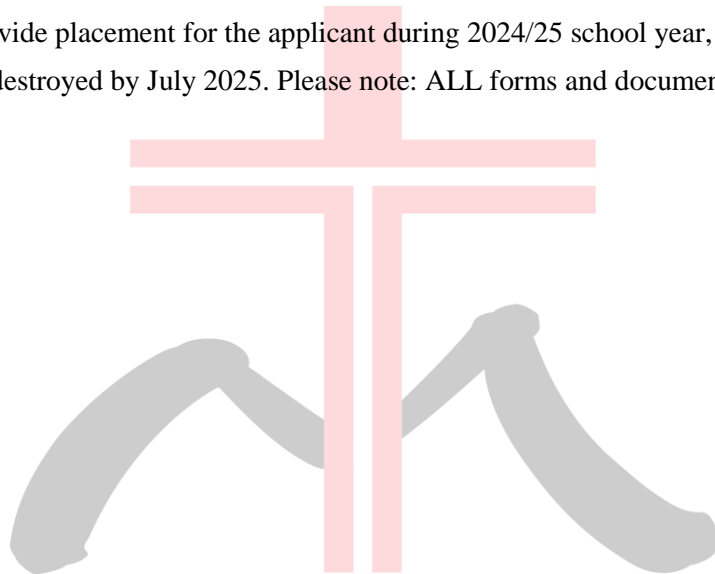 vide placement for the applicant during 2024/25 school year,
destroyed by July 2025. Please note: ALL forms and documen